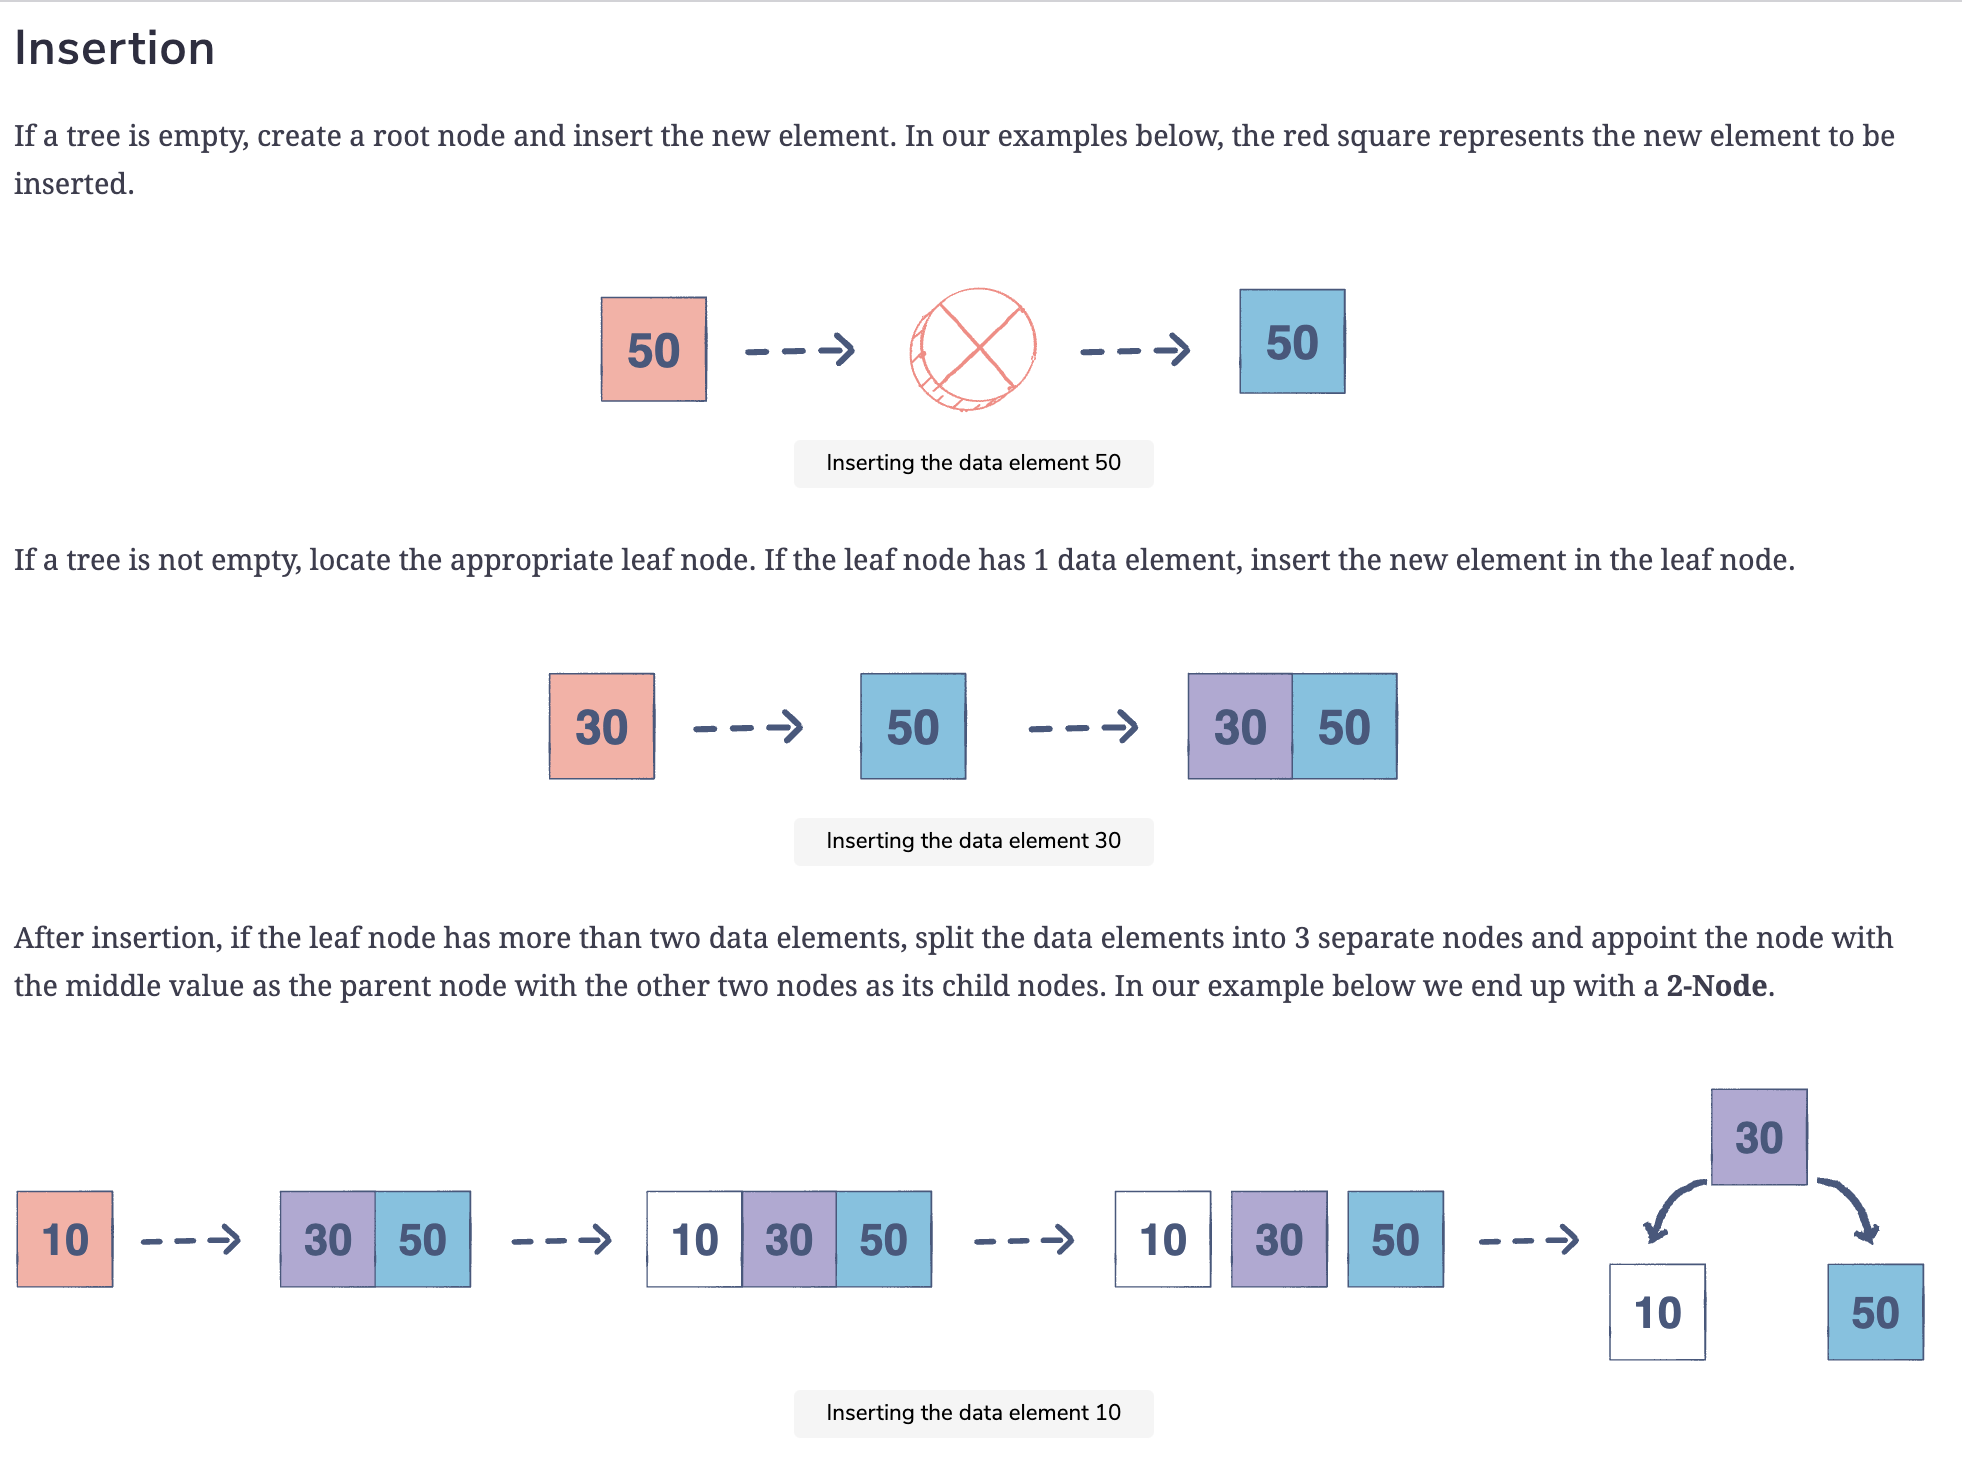 Insertion
If a tree is empty, create a root node and insert the new element. In our examples below, the red square represents the new element to be
inserted.
50 50
Inserting the data element 50
If a tree is not empty, locate the appropriate leaf node. If the leaf node has 1 data element, insert the new element in the leaf node.
30 50 30 50
Inserting the data element 30
After insertion, if the leaf node has more than two data elements, split the data elements into 3 separate nodes and appoint the node with
the middle value as the parent node with the other two nodes as its child nodes. In our example below we end up with a 2-Node.
30
10 30 50 10 30 50 10 30 50
10 50
Inserting the data element 10